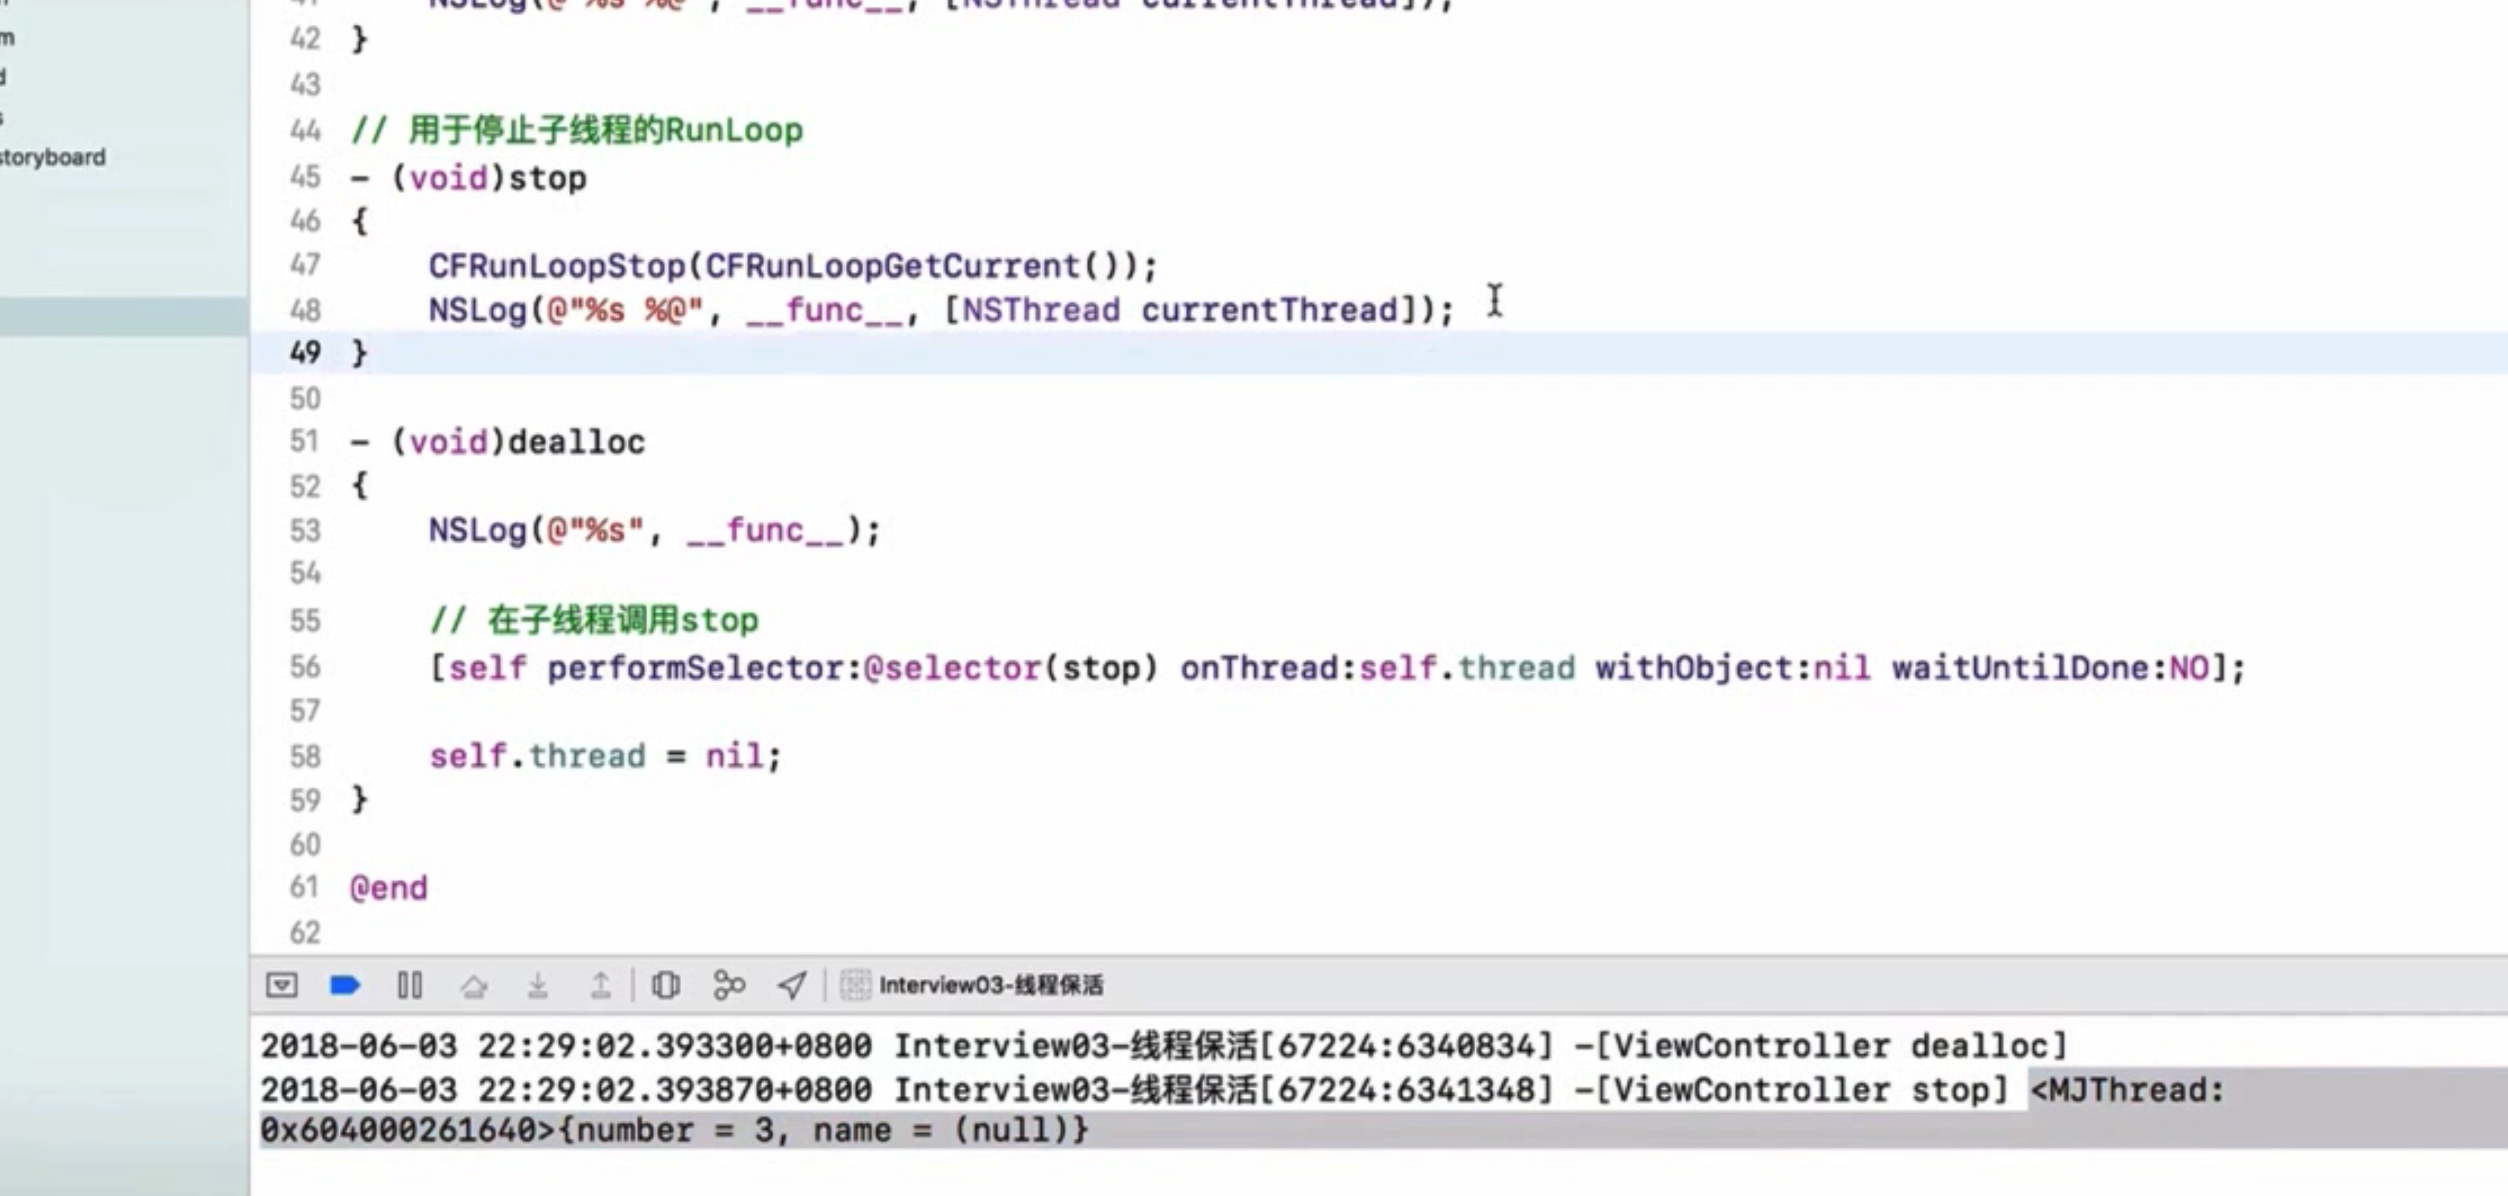 m
storyboard
42 }
43
44 // 用于停止子线程的RunLoop
45 - (void)stop
46 {
47 CFRunLoopStop(CFRunLoopGetCurrent());
48 NSLog(@"%s %@", __func__, [NSThread currentThread]);
49 }
50
51 - (void)dealloc
52 {
53 NSLog(@"%s", __func__);
54
55 // 在子线程调用stop
56 [self performSelector:@selector(stop) onThread:self.thread withObject:nil waitUntilDone:NO];
57
58 self.thread = nil;
59 }
60
61 @end
62
Interview03-线程保活
2018-06-03 22:29:02.393300+0800 Interview03-线程保活[67224:6340834] -[ViewController dealloc]
2018-06-03 22:29:02.393870+0800 Interview03-线程保活[67224:6341348] -[ViewController stop] <MJThread:
0x604000261640>{number = 3, name = (null)}